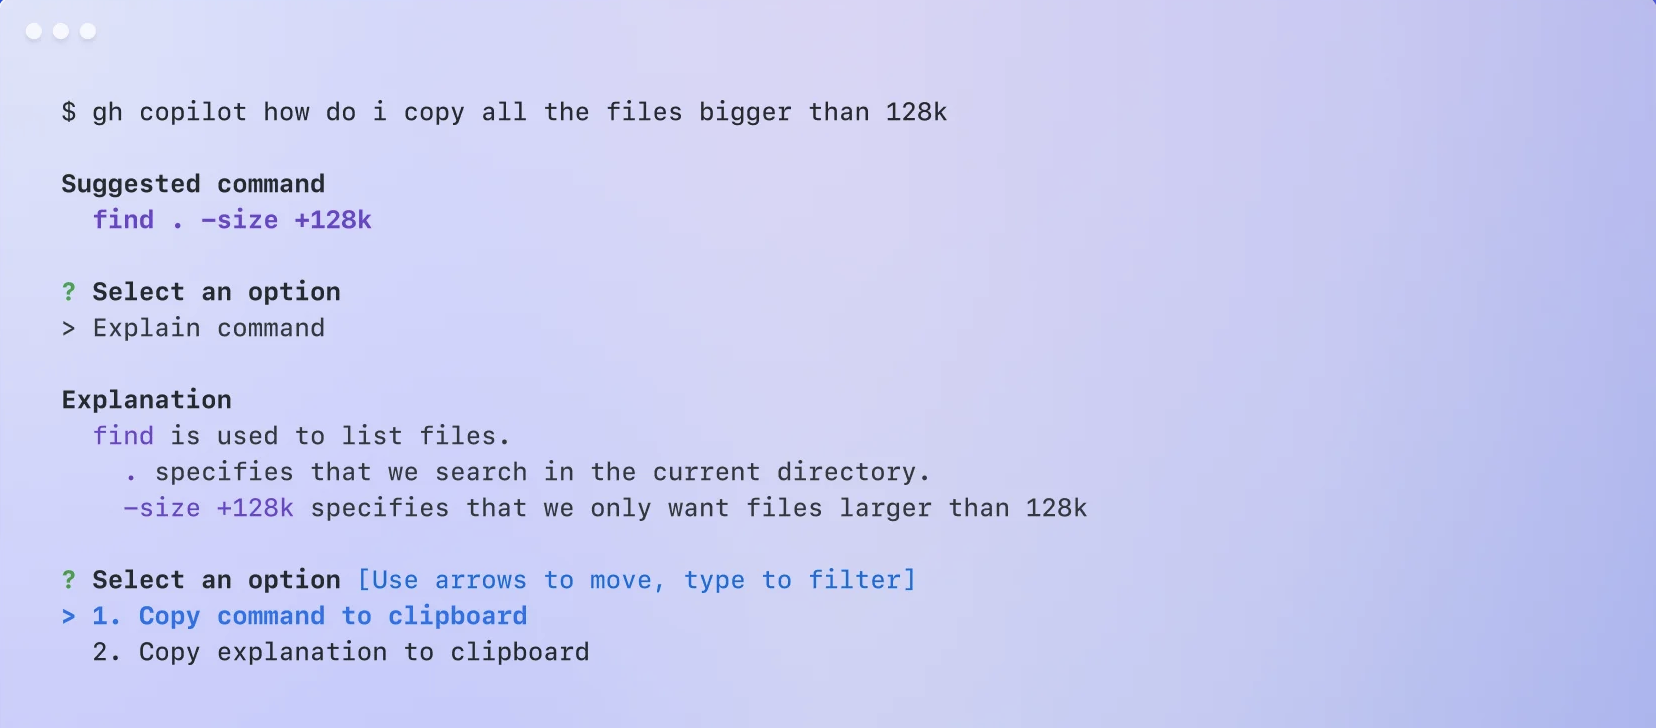 $ gh copilot how do i copy all the files bigger than 128k
Suggested command
find . -size +128k
? Select an option
> Explain command
Explanation
find is used to list files.
. specifies that we search in the current directory.
-size +128k specifies that we only want files larger than 128k
? Select an option [Use arrows to move, type to filter]
> 1. Copy command to clipboard
2. Copy explanation to clipboard